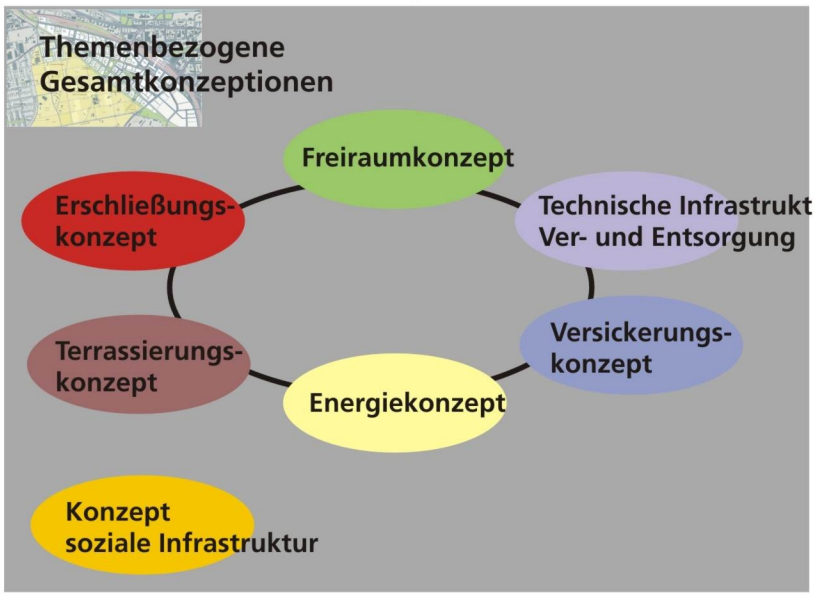 Themenbezogene
Gesamtkonzeptionen
Freiraumkonzept
Erschließungs-
konzept
Technische Infrastrukt
Ver- und Entsorgung
Terrassierungs-
konzept
Versickerungs-
konzept
Energiekonzept
Konzept
soziale Infrastruktur